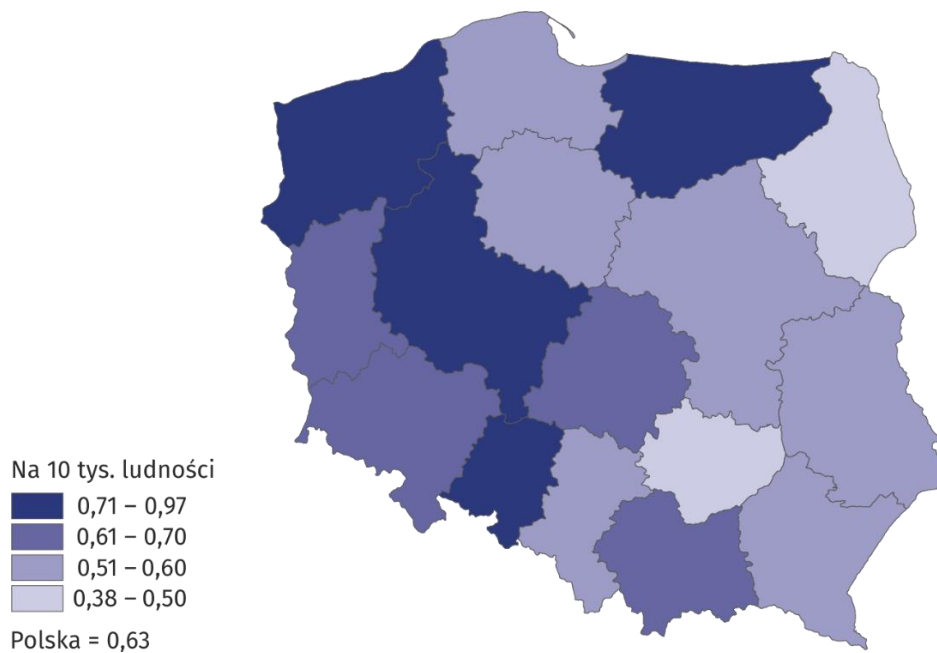 Na 10 tys. ludności
0,71 – 0,97
0,61 – 0,70
0,51 – 0,60
0,38 – 0,50
Polska = 0,63